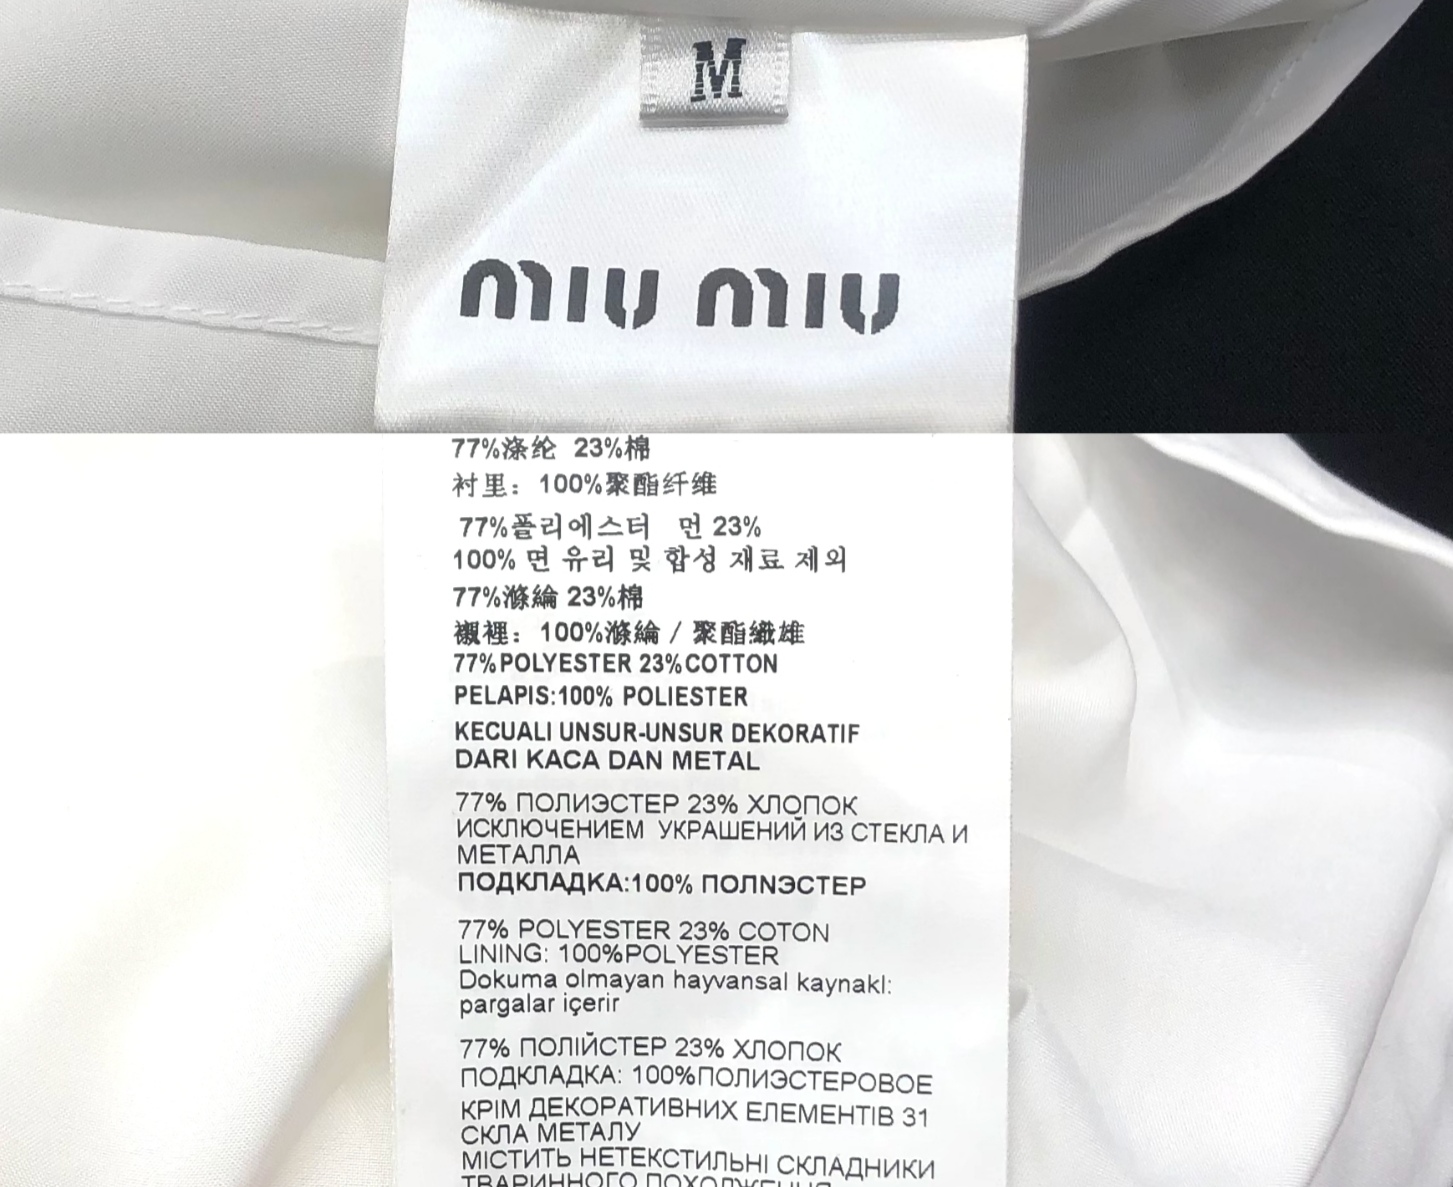 M
miu miu
77%涤纶 23%棉
衬里：100%聚酯纤维
77%폴리에스터 먼 23%
100% 면 유리 및 합성 재료 제외
77%滌綸 23%棉
襯裡：100%滌綸 / 聚酯纖雄
77%POLYESTER 23%COTTON
PELAPIS:100% POLIESTER
KECUALI UNSUR-UNSUR DEKORATIF
DARI KACA DAN METAL
77% ПОЛИЭСТЕР 23% ХЛОПОК
ИСКЛЮЧЕНИЕМ УКРАШЕНИЙ ИЗ СТЕКЛА И
МЕТАЛЛА
ПОДКЛАДКА:100% ПОЛNЭСТЕР
77% POLYESTER 23% COTON
LINING: 100%POLYESTER
Dokuma olmayan hayvansal kaynakl:
pargalar içerir
77% ПОЛІЙСТЕР 23% ХЛОПОК
ПОДКЛАДКА: 100%ПОЛИЭСТЕРОВОЕ
КРІМ ДЕКОРАТИВНИХ ЕЛЕМЕНТІВ 31
СКЛА МЕТАЛУ
МІСТИТЬ НЕТЕКСТИЛЬНІ СКЛАДНИКИ
ТВАРИННОГО ПОХОДЖЕННЯ